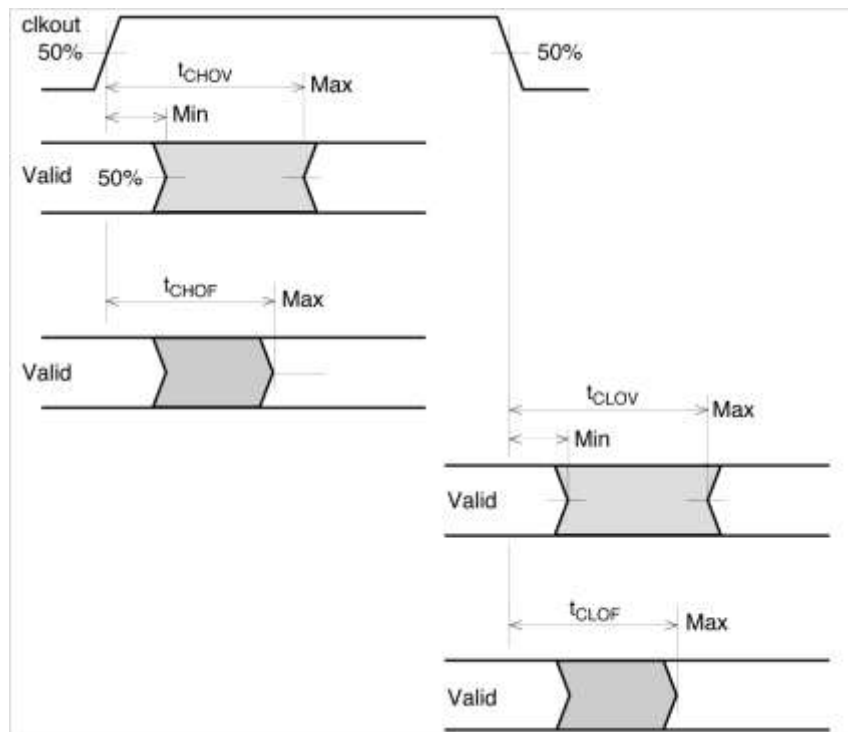 clkout
50%
50%
tCHOV
Max
Min
Valid
50%
tCHOF
Max
Valid
tCLOV
Max
Min
Valid
tCLOF
Max
Valid